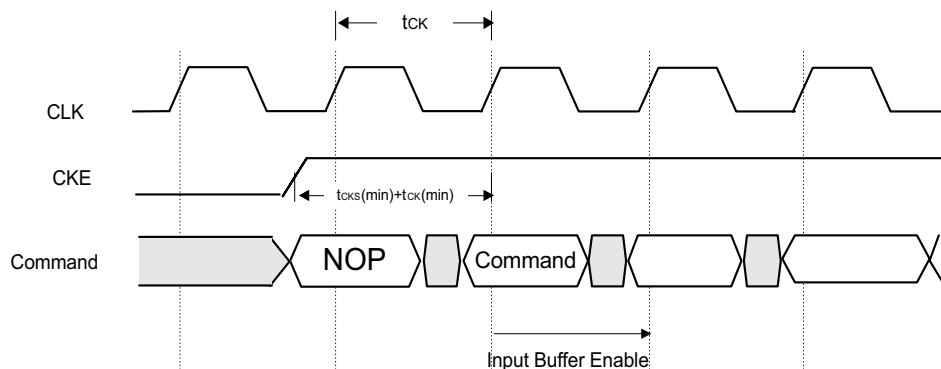 tCK
CLK
CKE
tCKS(min)+tCK(min)
Command
NOP
Command
Input Buffer Enable